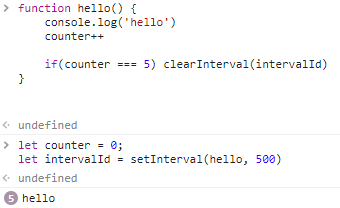 > function hello() {
console.log('hello')
counter++
if(counter === 5) clearInterval(intervalId)
}
undefined
> let counter = 0;
let intervalId = setInterval(hello, 500)
undefined
5 hello